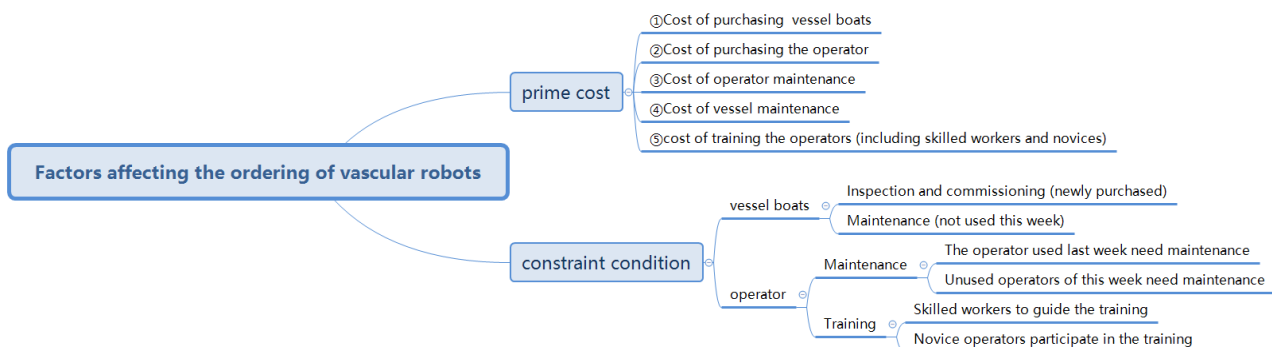 Factors affecting the ordering of vascular robots
prime cost
①Cost of purchasing vessel boats
②Cost of purchasing the operator
③Cost of operator maintenance
④Cost of vessel maintenance
⑤cost of training the operators (including skilled workers and novices)
constraint condition
vessel boats
Inspection and commissioning (newly purchased)
Maintenance (not used this week)
operator
Maintenance
The operator used last week need maintenance
Unused operators of this week need maintenance
Training
Skilled workers to guide the training
Novice operators participate in the training